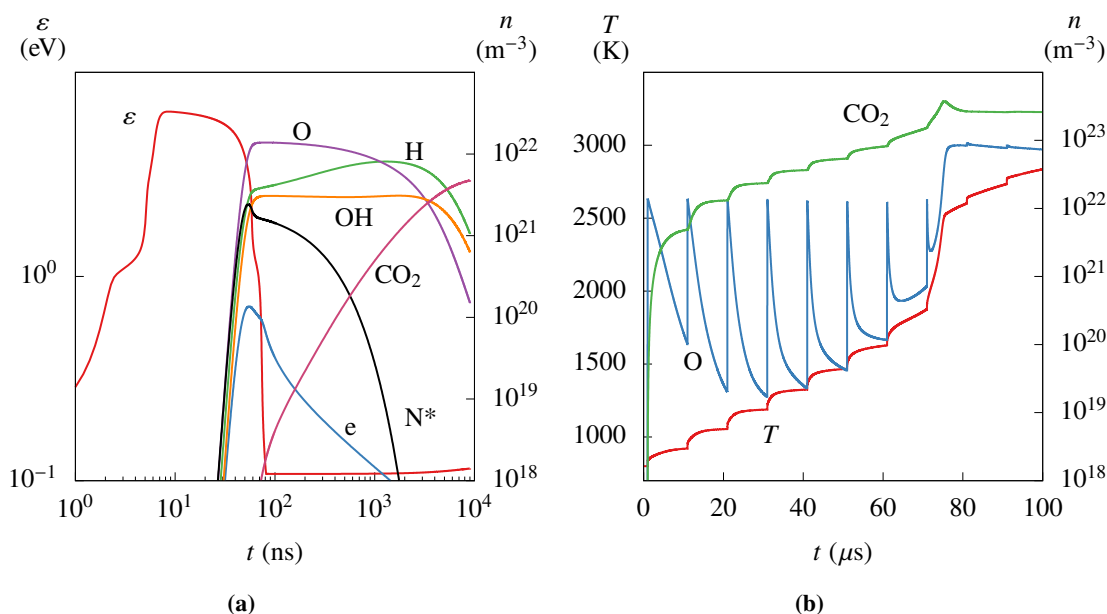 ε
(eV)
n
(m⁻³)
T
(K)
n
(m⁻³)
ε
O
H
OH
CO₂
N*
e
10⁰
10⁻¹
10²²
10²¹
10²⁰
10¹⁹
10¹⁸
10⁰ 10¹ 10² 10³ 10⁴
t (ns)
(a)
CO₂
O
T
3000
2500
2000
1500
1000
10²³
10²²
10²¹
10²⁰
10¹⁹
10¹⁸
0 20 40 60 80 100
t (μs)
(b)